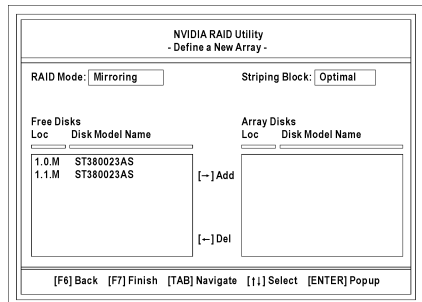 NVIDIA RAID Utility
- Define a New Array -
RAID Mode: Mirroring Striping Block: Optimal
Free Disks Array Disks
Loc Disk Model Name Loc Disk Model Name
1.0.M ST380023AS
1.1.M ST380023AS
[→] Add
[←] Del
[F6] Back [F7] Finish [TAB] Navigate [↑↓] Select [ENTER] Popup